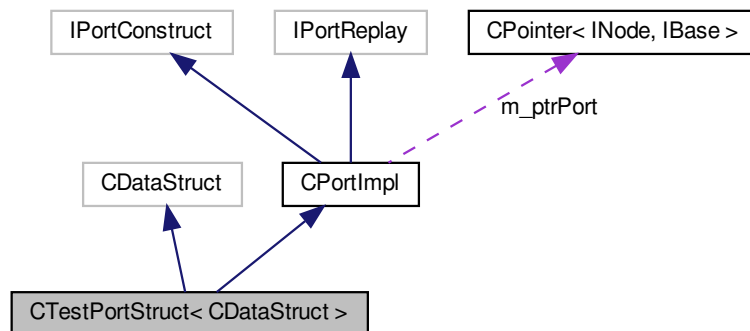 IPortConstruct
IPortReplay
CPointer< INode, IBase >
m_ptrPort
CDataStruct
CPortImpl
CTestPortStruct< CDataStruct >